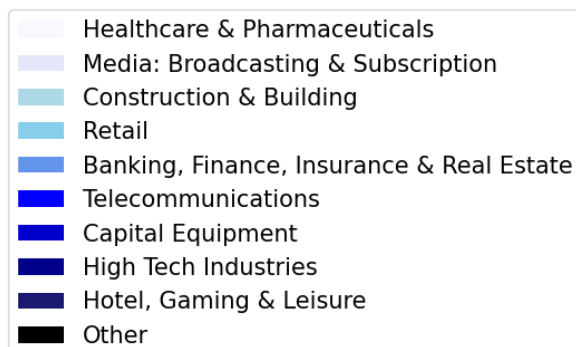 Healthcare & Pharmaceuticals
Media: Broadcasting & Subscription
Construction & Building
Retail
Banking, Finance, Insurance & Real Estate
Telecommunications
Capital Equipment
High Tech Industries
Hotel, Gaming & Leisure
Other